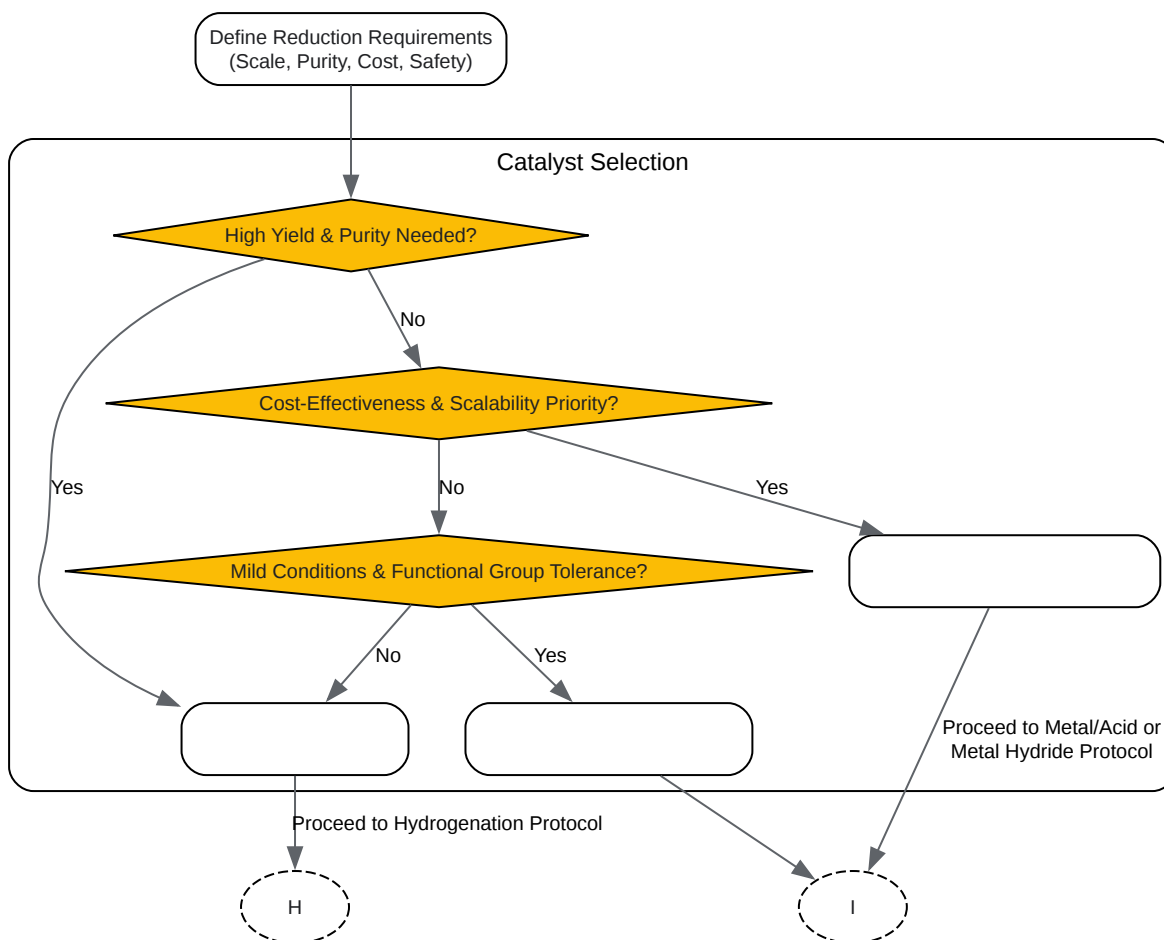 Define Reduction Requirements
(Scale, Purity, Cost, Safety)
Catalyst Selection
High Yield & Purity Needed?
No
Cost-Effectiveness & Scalability Priority?
Yes
No
Yes
Mild Conditions & Functional Group Tolerance?
No
Yes
Proceed to Metal/Acid or
Metal Hydride Protocol
Proceed to Hydrogenation Protocol
H
I